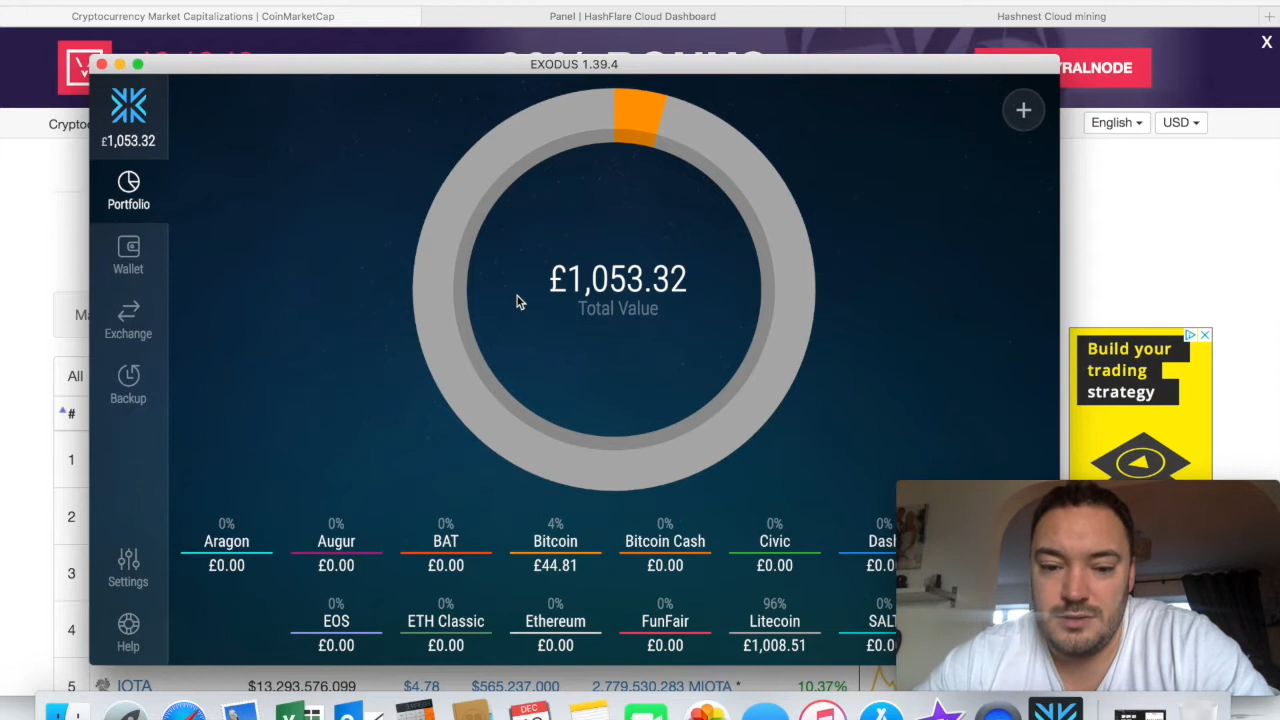 Cryptocurrency Market Capitalizations | CoinMarketCap
Panel | HashFlare Cloud Dashboard
Hashnest Cloud mining
+
X
EXODUS 1.39.4
RALNODE
£1,053.32
Portfolio
Wallet
Exchange
Backup
Settings
Help
+
£1,053.32
Total Value
English
USD
All
#
1
2
3
4
Build your
trading
strategy
0%
Aragon
£0.00
0%
Augur
£0.00
0%
BAT
£0.00
4%
Bitcoin
£44.81
0%
Bitcoin Cash
£0.00
0%
Civic
£0.00
0%
0%
EOS
£0.00
0%
ETH Classic
£0.00
0%
Ethereum
£0.00
0%
FunFair
£0.00
96%
Litecoin
£1,008.51
0%
5 IOTA $13,293,576,099 $4.78 $565,237,000 2,779,530,283 MIOTA * 10.37%
DEC